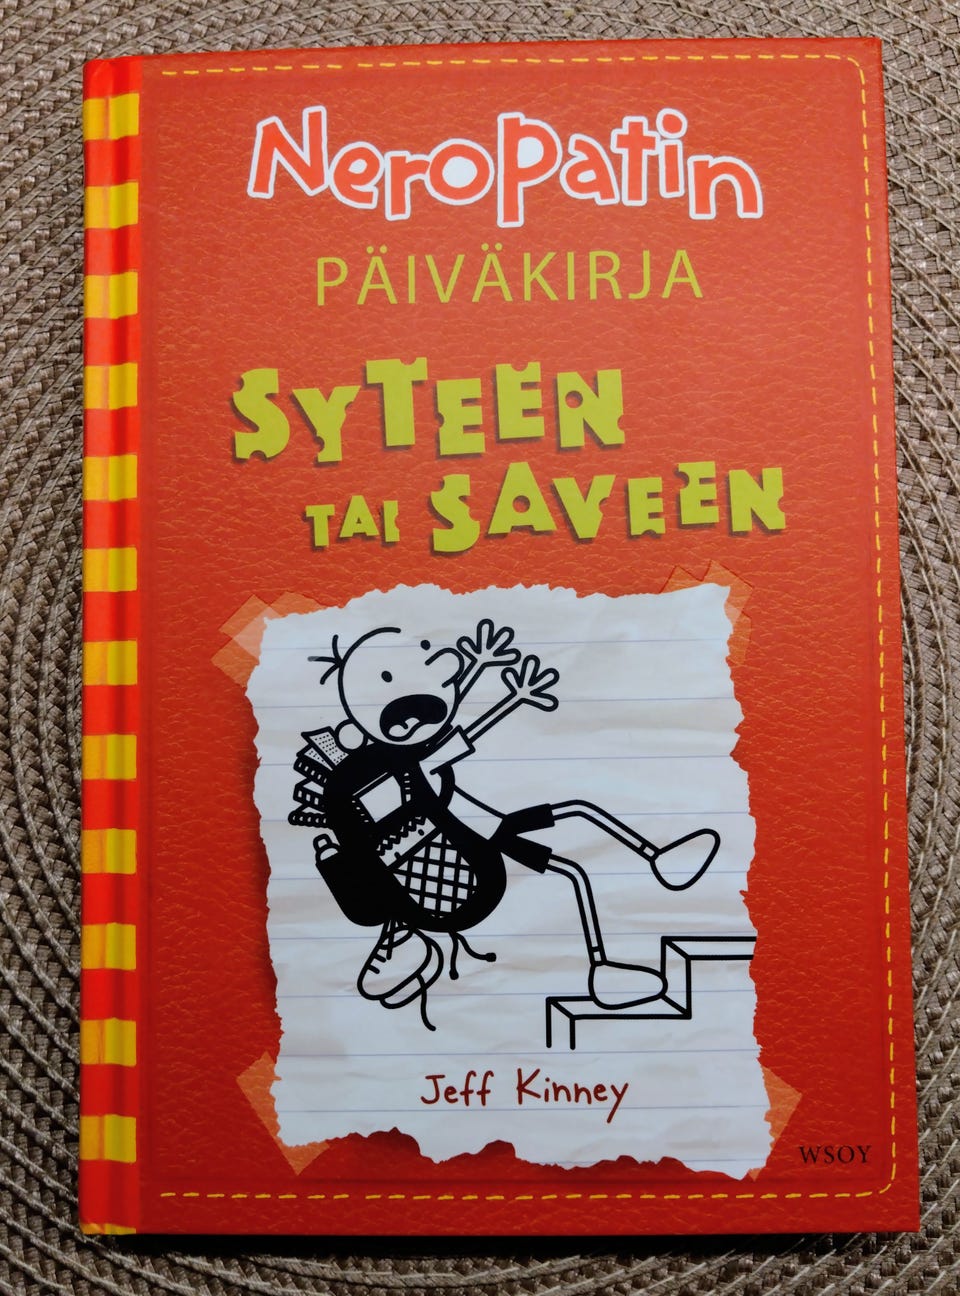 Neropatin
PÄIVÄKIRJA
SYTEEN
TAI SAVEEN
Jeff Kinney
WSOY